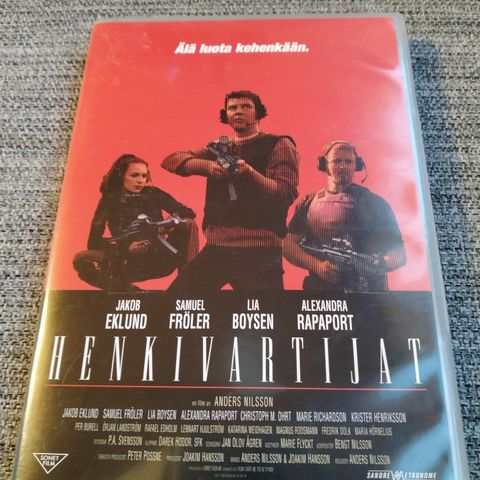 Älä luota kehenkään.
JAKOB EKLUND
SAMUEL FRÖLER
LIA BOYSEN
ALEXANDRA RAPAPORT
HENKIVARTIJAT
en film av ANDERS NILSSON
JAKOB EKLUND SAMUEL FRÖLER LIA BOYSEN ALEXANDRA RAPAPORT CHRISTOPH M. OHRT MARIE RICHARDSON KRISTER HENRIKSSON
PER BURELL ÖRJAN LANDSTRÖM RAFAEL EDHOLM LENNART HJULSTRÖM KATARINA WEIDHAGEN MAGNUS ROOSMANN FREDRIK DOLK MARIA HÖRNELIUS
P.A. SVENSSON DAREK HODOR, SFK JAN OLOV ÅGREN MARIE FLYCKT BENGT NILSSON
PETER POSSNE JOAKIM HANSSON ANDERS NILSSON & JOAKIM HANSSON ANDERS NILSSON
SONET FILM
SANDREW METRONOME